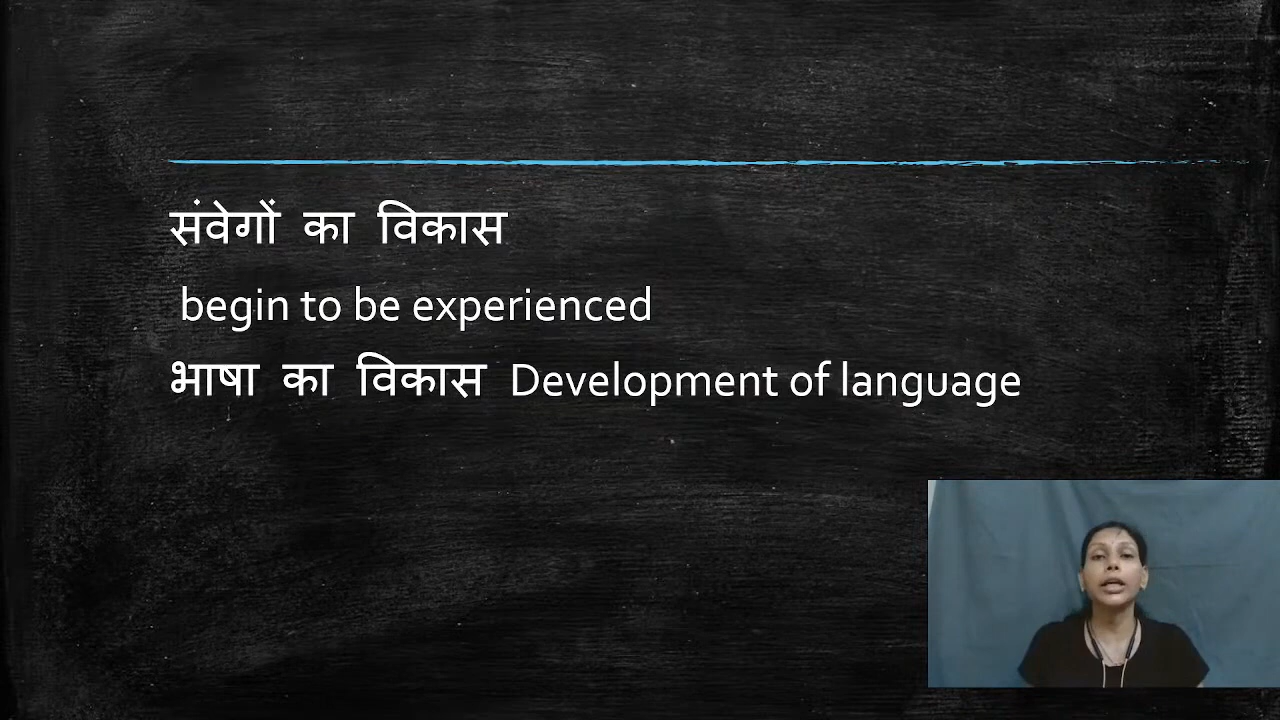 संवेगों का विकास
begin to be experienced
भाषा का विकास Development of language